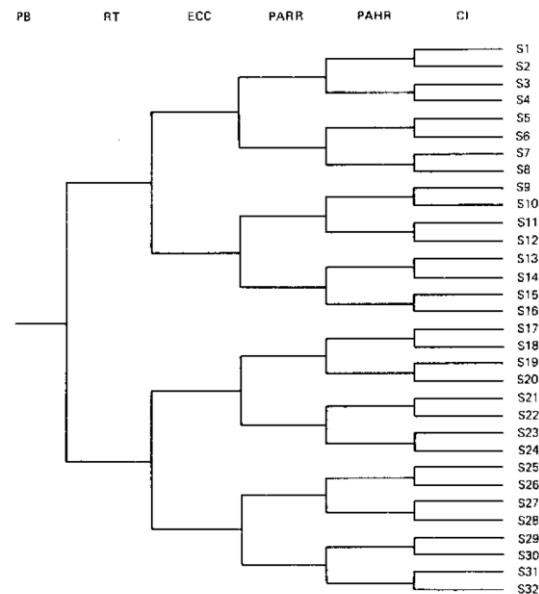 PB RT ECC PARR PAHR CI
S1
S2
S3
S4
S5
S6
S7
S8
S9
S10
S11
S12
S13
S14
S15
S16
S17
S18
S19
S20
S21
S22
S23
S24
S25
S26
S27
S28
S29
S30
S31
S32